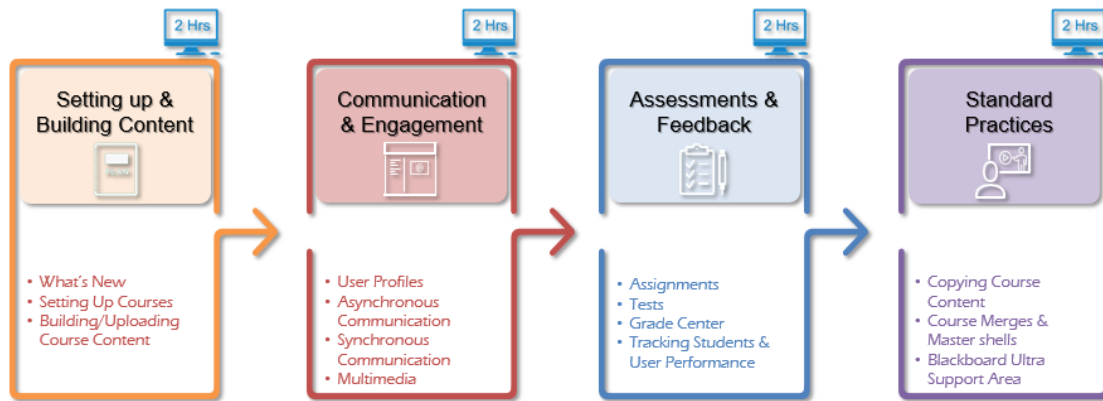 2 Hrs
Setting up &
Building Content
• What's New
• Setting Up Courses
• Building/Uploading
Course Content
2 Hrs
Communication
& Engagement
• User Profiles
• Asynchronous
Communication
• Synchronous
Communication
• Multimedia
2 Hrs
Assessments &
Feedback
• Assignments
• Tests
• Grade Center
• Tracking Students &
User Performance
2 Hrs
Standard
Practices
• Copying Course
Content
• Course Merges &
Master shells
• Blackboard Ultra
Support Area